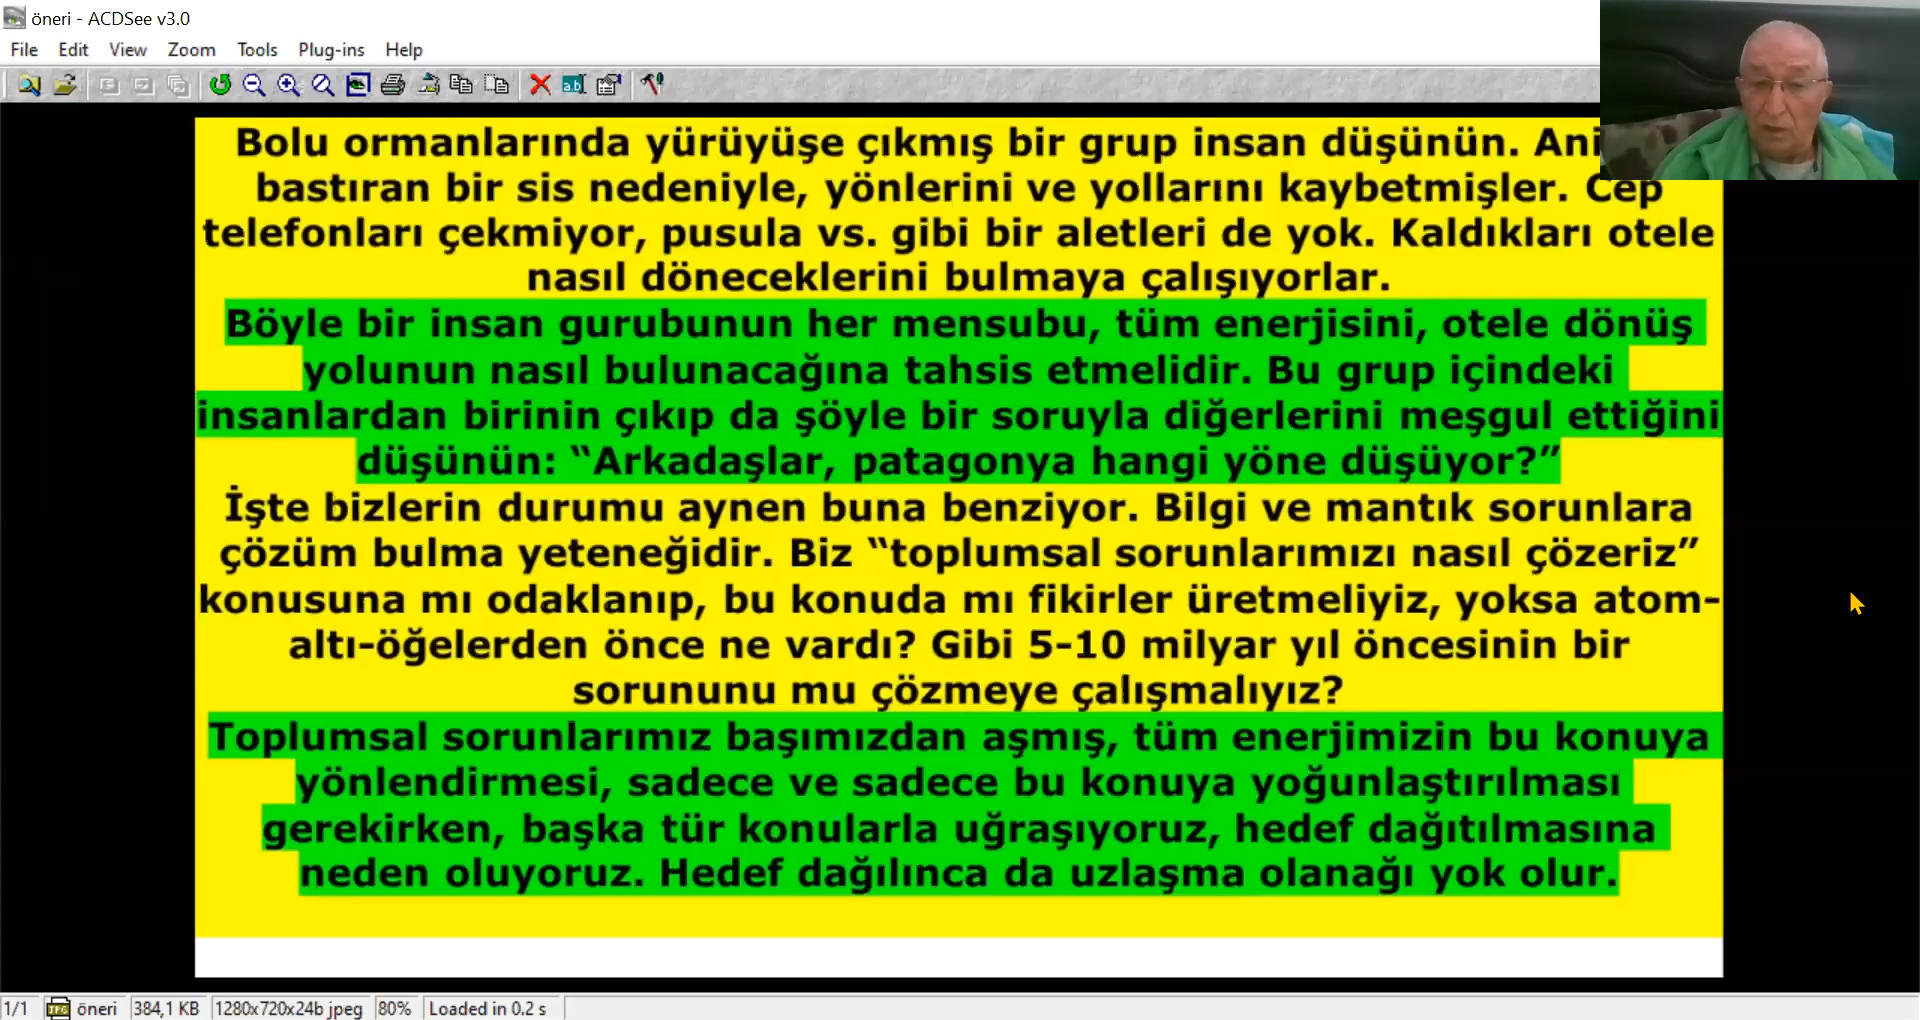 öneri - ACDSee v3.0
File Edit View Zoom Tools Plug-ins Help
Bolu ormanlarında yürüyüşe çıkmış bir grup insan düşünün.
bastıran bir sis nedeniyle, yönlerini ve yollarını kaybetmişler. Cep
telefonları çekmiyor, pusula vs. gibi bir aletleri de yok. Kaldıkları otele
nasıl döneceklerini bulmaya çalışıyorlar.
Böyle bir insan gurubunun her mensubu, tüm enerjisini, otele dönüş
yolunun nasıl bulunacağına tahsis etmelidir. Bu grup içindeki
insanlardan birinin çıkıp da şöyle bir soruyla diğerlerini meşgul ettiğini
düşünün: “Arkadaşlar, patagonya hangi yöne düşüyor?”
İşte bizlerin durumu aynen buna benziyor. Bilgi ve mantık sorunlara
çözüm bulma yeteneğidir. Biz “toplumsal sorunlarımızı nasıl çözeriz”
konusuna mı odaklanıp, bu konuda mı fikirler üretmeliyiz, yoksa atom-
altı-öğelerden önce ne vardı? Gibi 5-10 milyar yıl öncesinin bir
sorununu mu çözmeye çalışmalıyız?
Toplumsal sorunlarımız başımızdan aşmış, tüm enerjimizin bu konuya
yönlendirmesi, sadece ve sadece bu konuya yoğunlaştırılması
gerekirken, başka tür konularla uğraşıyoruz, hedef dağıtılmasına
neden oluyoruz. Hedef dağılınca da uzlaşma olanağı yok olur.
1/1 öneri 384,1 KB 1280x720x24b jpeg 80% Loaded in 0.2 s